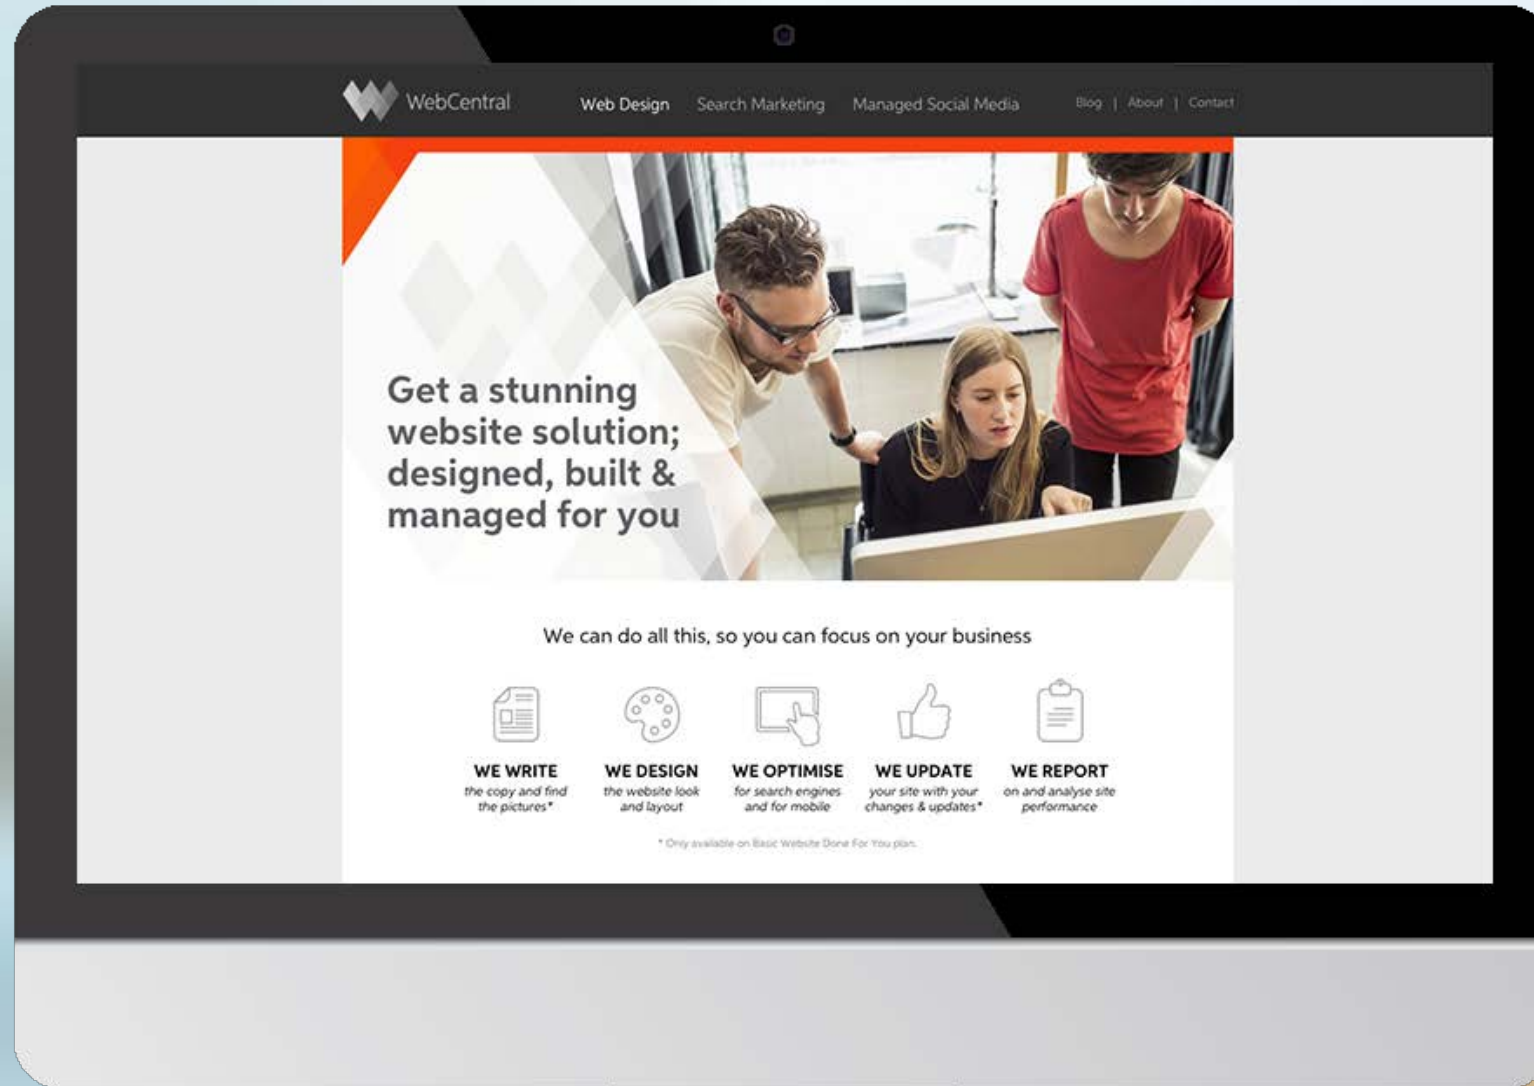 WebCentral
Web Design
Search Marketing
Managed Social Media
Blog | About | Contact
Get a stunning
website solution;
designed, built &
managed for you
We can do all this, so you can focus on your business
WE WRITE
the copy and find
the pictures*
WE DESIGN
the website look
and layout
WE OPTIMISE
for search engines
and for mobile
WE UPDATE
your site with your
changes & updates*
WE REPORT
on and analyse site
performance
* Only available on Basic Website Done For You plan.